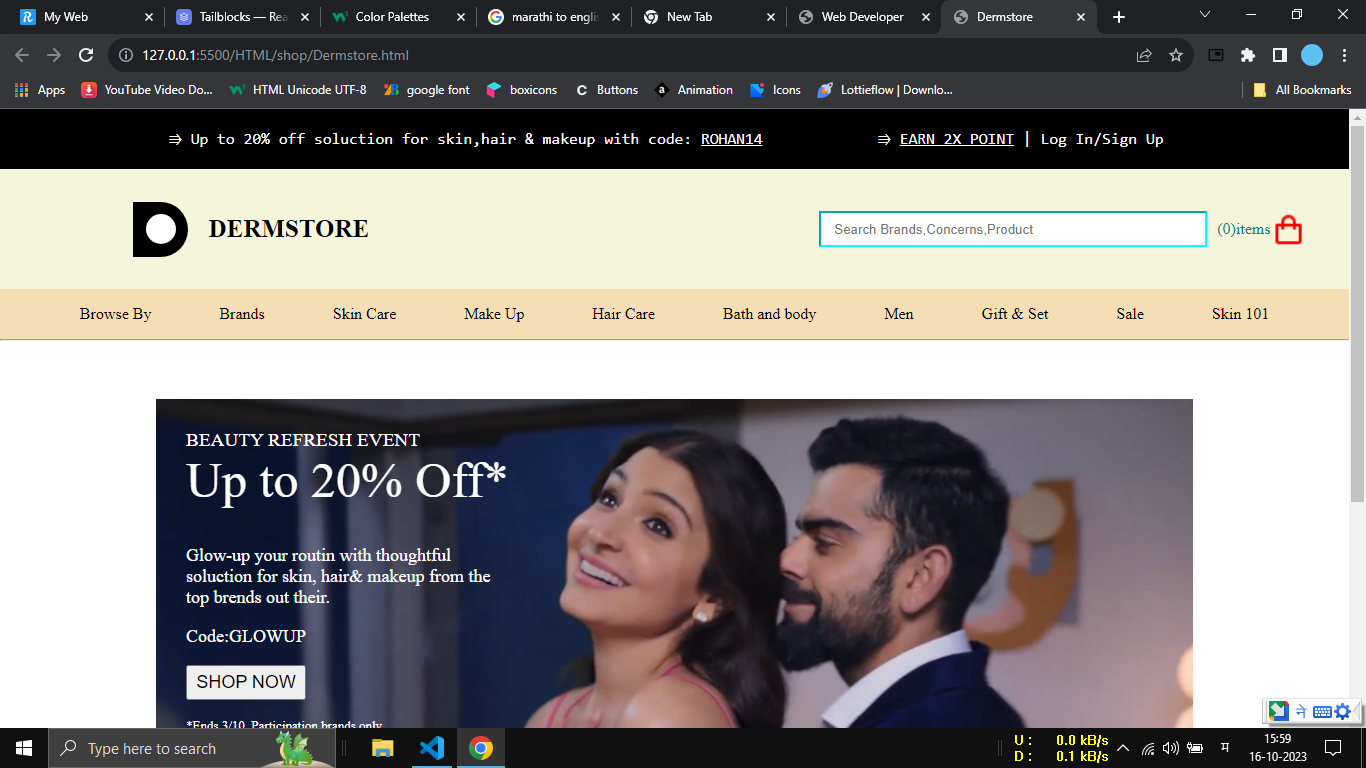 My Web
Tailblocks — Rea
Color Palettes
marathi to engli
New Tab
Web Developer
Dermstore
127.0.0.1:5500/HTML/shop/Dermstore.html
Apps
YouTube Video Do...
HTML Unicode UTF-8
google font
boxicons
Buttons
Animation
Icons
Lottieflow | Downlo...
All Bookmarks
⇛ Up to 20% off soluction for skin,hair & makeup with code: ROHAN14
⇛ EARN 2X POINT | Log In/Sign Up
DERMSTORE
Search Brands,Concerns,Product
(0)items
Browse By
Brands
Skin Care
Make Up
Hair Care
Bath and body
Men
Gift & Set
Sale
Skin 101
BEAUTY REFRESH EVENT
Up to 20% Off*
Glow-up your routin with thoughtful
soluction for skin, hair& makeup from the
top brends out their.
Code:GLOWUP
SHOP NOW
*Ends 3/10. Participation brands only
Type here to search
U : 0.0 kB/s
D : 0.1 kB/s
म
15:59
16-10-2023